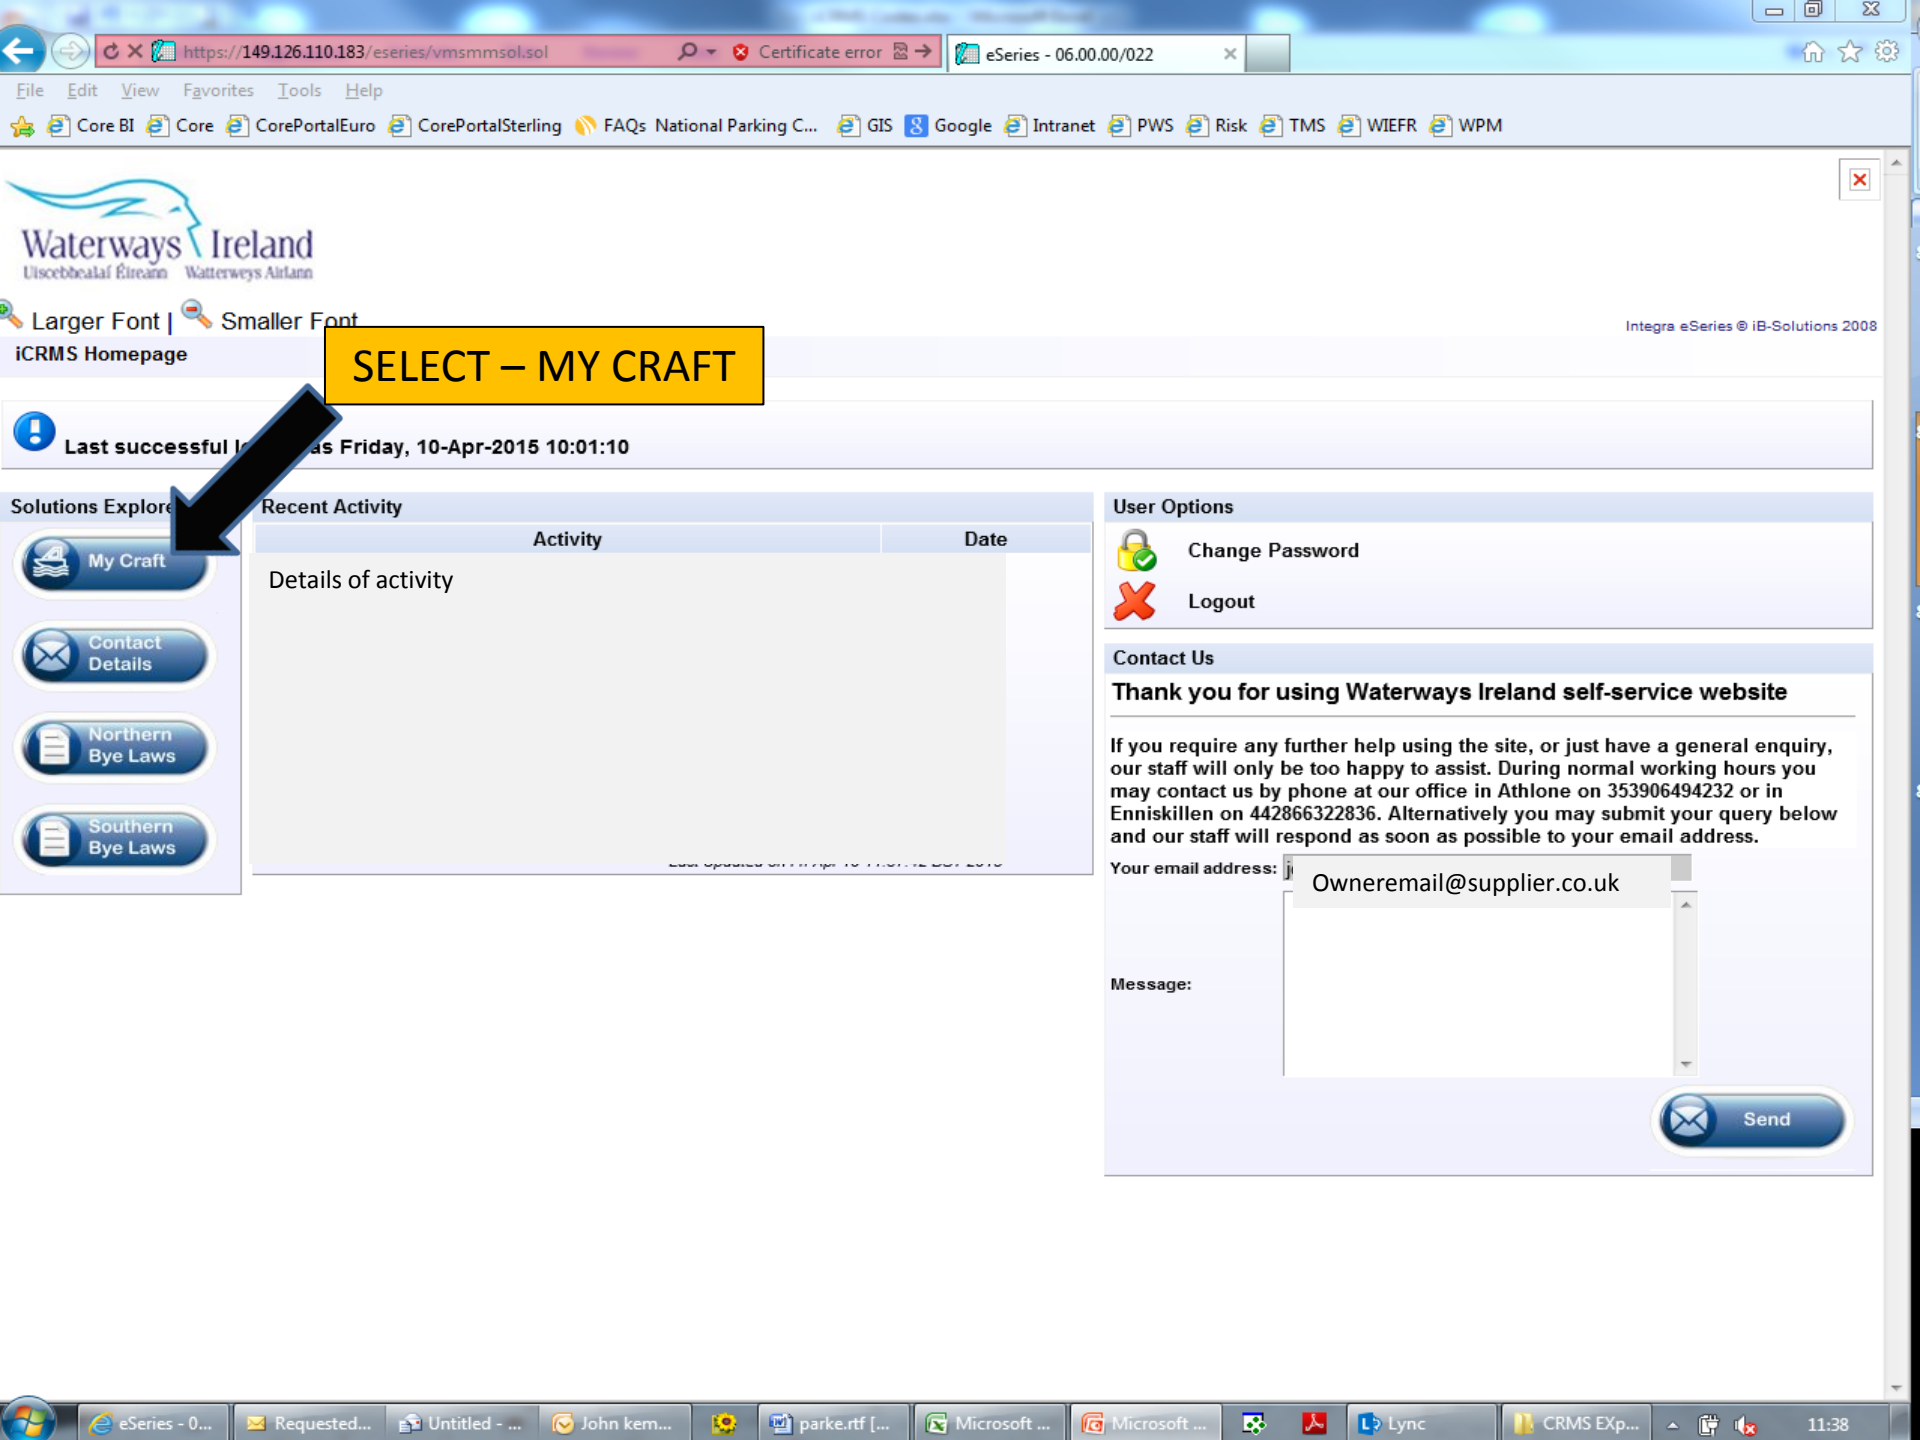 https://149.126.110.183/eseries/vmsmmsol.sol
Certificate error
eSeries - 06.00.00/022
File Edit View Favorites Tools Help
Core BI Core CorePortalEuro CorePortalSterling FAQs National Parking C... GIS Google Intranet PWS Risk TMS WIEFR WPM
Waterways Ireland
Uiscebhealaí Éireann Watterweys Airlann
Larger Font | Smaller Font
Integra eSeries © iB-Solutions 2008
iCRMS Homepage
SELECT – MY CRAFT
Last successful as Friday, 10-Apr-2015 10:01:10
Solutions Explore
My Craft
Contact
Details
Northern
Bye Laws
Southern
Bye Laws
Recent Activity
Activity Date
Details of activity
User Options
Change Password
Logout
Contact Us
Thank you for using Waterways Ireland self-service website
If you require any further help using the site, or just have a general enquiry,
our staff will only be too happy to assist. During normal working hours you
may contact us by phone at our office in Athlone on 353906494232 or in
Enniskillen on 442866322836. Alternatively you may submit your query below
and our staff will respond as soon as possible to your email address.
Your email address:
Owneremail@supplier.co.uk
Message:
Send
eSeries - 0... Requested... Untitled - ... John kem... parke.rtf [... Microsoft ... Microsoft ... Lync CRMS EXp... 11:38